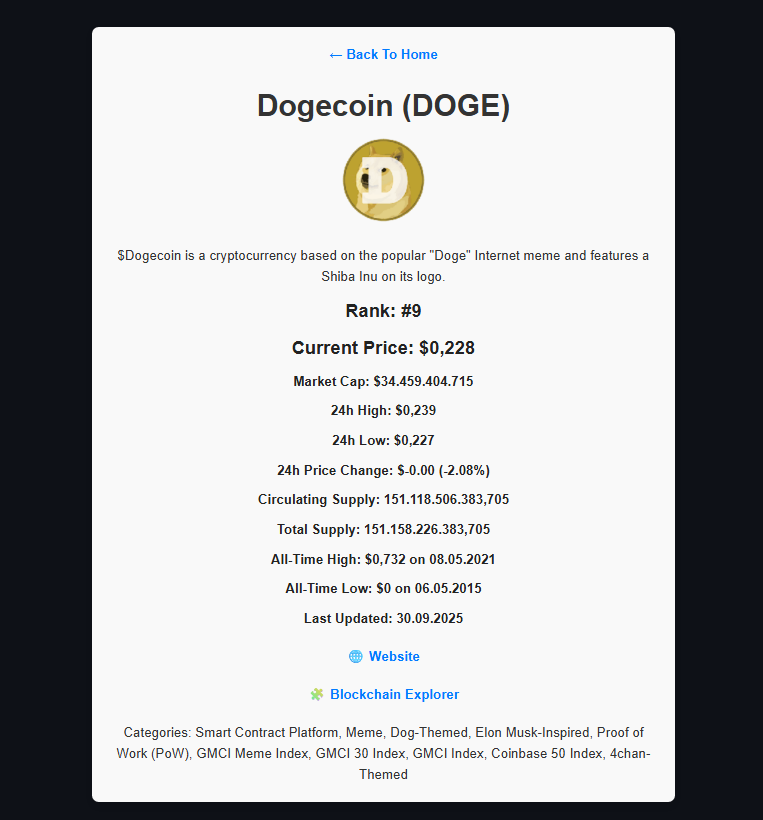 ← Back To Home
Dogecoin (DOGE)
D
$Dogecoin is a cryptocurrency based on the popular "Doge" Internet meme and features a
Shiba Inu on its logo.
Rank: #9
Current Price: $0,228
Market Cap: $34.459.404.715
24h High: $0,239
24h Low: $0,227
24h Price Change: $-0.00 (-2.08%)
Circulating Supply: 151.118.506.383,705
Total Supply: 151.158.226.383,705
All-Time High: $0,732 on 08.05.2021
All-Time Low: $0 on 06.05.2015
Last Updated: 30.09.2025
Website
Blockchain Explorer
Categories: Smart Contract Platform, Meme, Dog-Themed, Elon Musk-Inspired, Proof of
Work (PoW), GMCI Meme Index, GMCI 30 Index, GMCI Index, Coinbase 50 Index, 4chan-
Themed